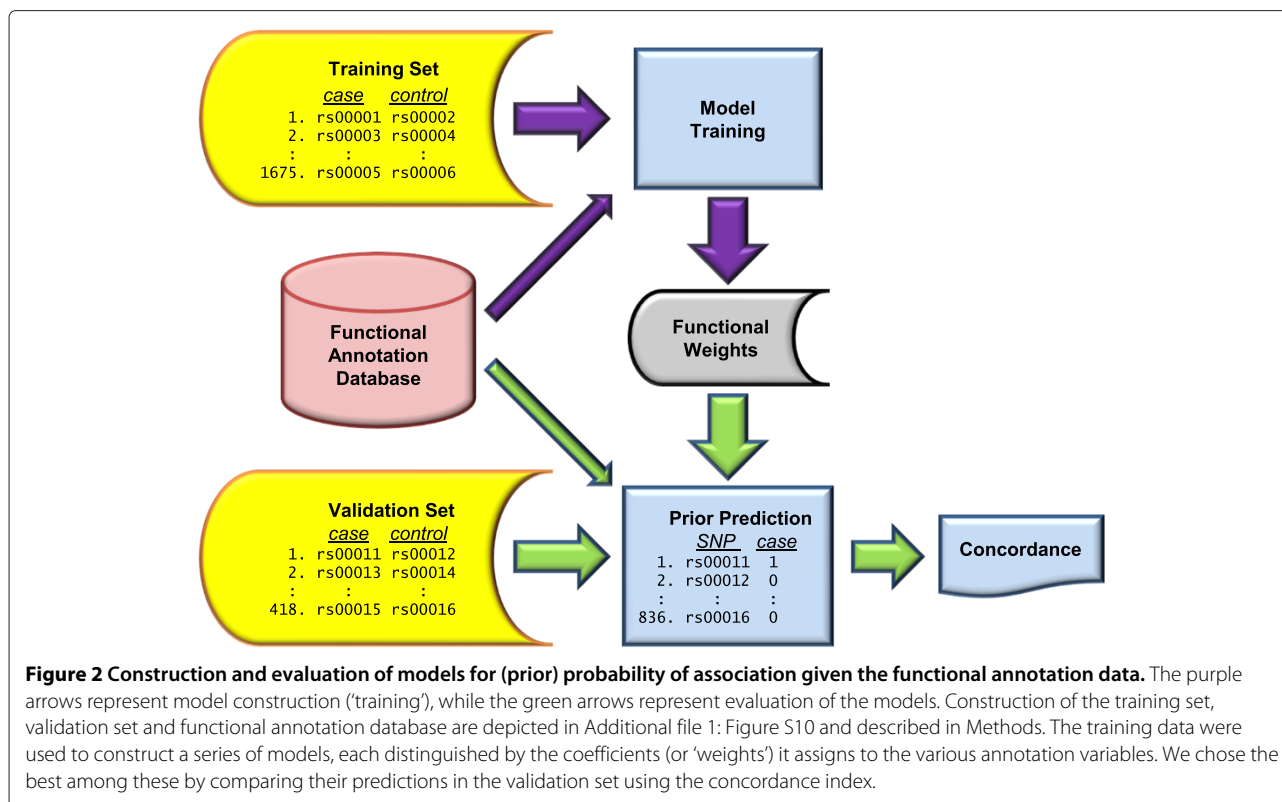 Training Set
case control
1. rs00001 rs00002
2. rs00003 rs00004
: : :
1675. rs00005 rs00006
Model
Training
Functional
Annotation
Database
Functional
Weights
Validation Set
case control
1. rs00011 rs00012
2. rs00013 rs00014
: : :
418. rs00015 rs00016
Prior Prediction
SNP case
1. rs00011 1
2. rs00012 0
: : :
836. rs00016 0
Concordance
Figure 2 Construction and evaluation of models for (prior) probability of association given the functional annotation data. The purple
arrows represent model construction (‘training’), while the green arrows represent evaluation of the models. Construction of the training set,
validation set and functional annotation database are depicted in Additional file 1: Figure S10 and described in Methods. The training data were
used to construct a series of models, each distinguished by the coefficients (or ‘weights’) it assigns to the various annotation variables. We chose the
best among these by comparing their predictions in the validation set using the concordance index.